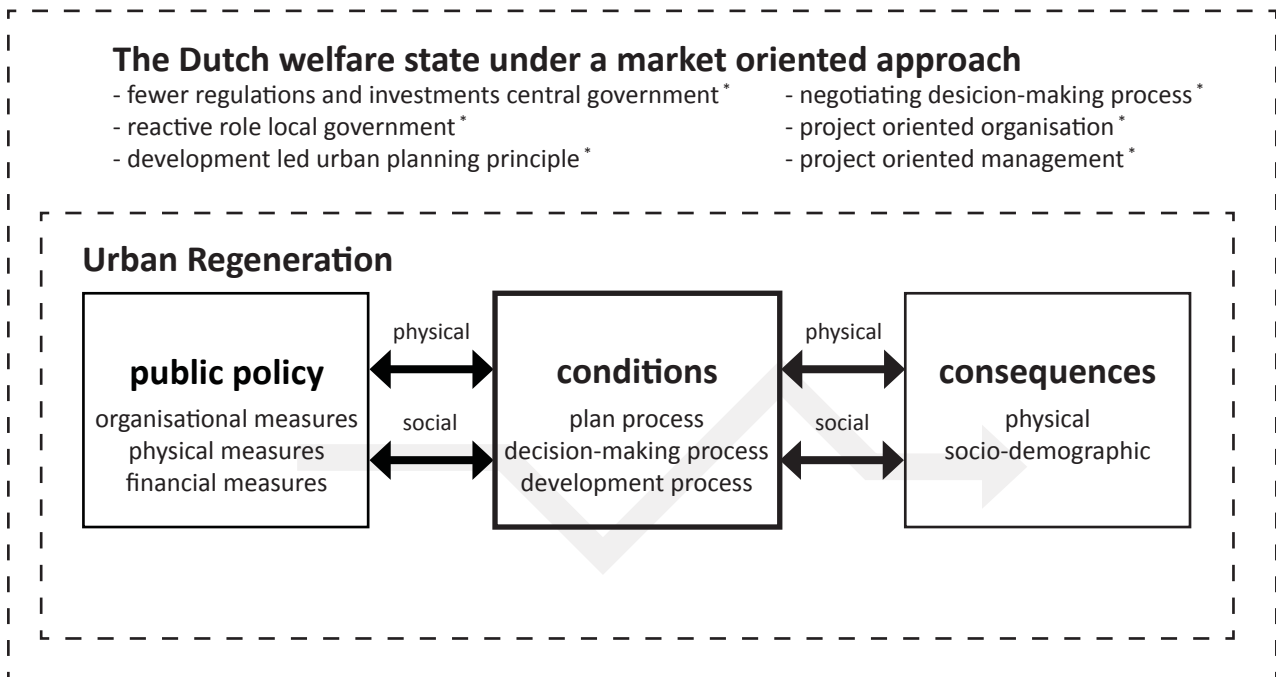 The Dutch welfare state under a market oriented approach
- fewer regulations and investments central government *
- reactive role local government *
- development led urban planning principle *
- negotiating desicion-making process *
- project oriented organisation *
- project oriented management *
Urban Regeneration
public policy
organisational measures
physical measures
financial measures
physical
social
conditions
plan process
decision-making process
development process
physical
social
consequences
physical
socio-demographic